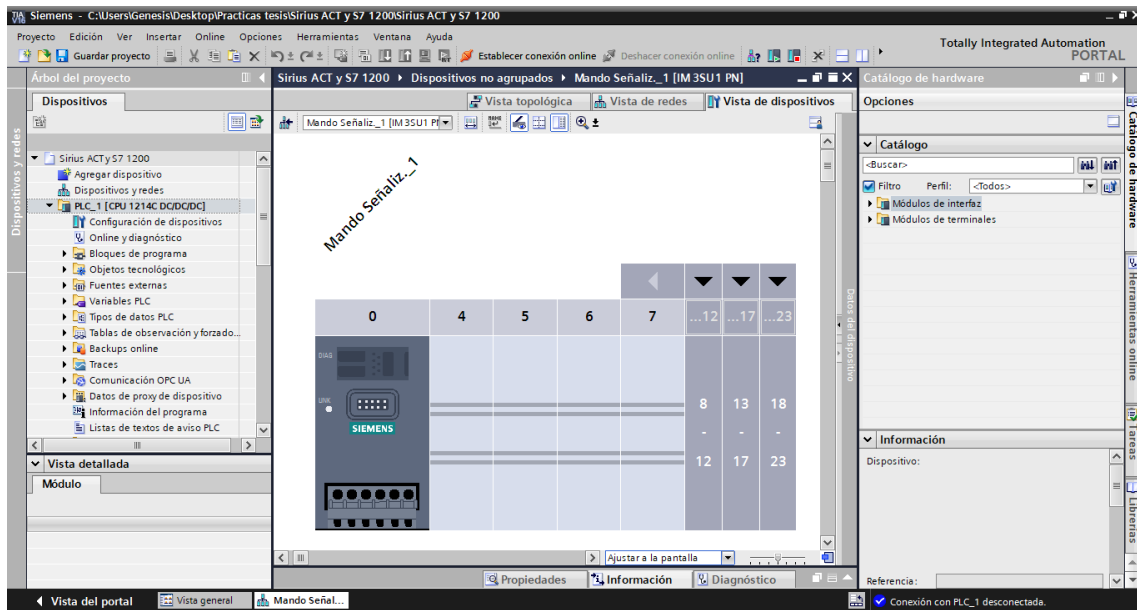 Siemens - C:\Users\Genesis\Desktop\Practicas tesis\Sirius ACT y S7 1200\Sirius ACT y S7 1200
Proyecto Edición Ver Insertar Online Opciones Herramientas Ventana Ayuda
Guardar proyecto
Establecer conexión online
Deshacer conexión online
Totally Integrated Automation
PORTAL
Árbol del proyecto
Dispositivos
Dispositivos y redes
Sirius ACT y S7 1200
Agregar dispositivo
Dispositivos y redes
PLC_1 [CPU 1214C DC/DC/DC]
Configuración de dispositivos
Online y diagnóstico
Bloques de programa
Objetos tecnológicos
Fuentes externas
Variables PLC
Tipos de datos PLC
Tablas de observación y forzado...
Backups online
Traces
Comunicación OPC UA
Datos de proxy de dispositivo
Información del programa
Listas de textos de aviso PLC
Vista detallada
Módulo
Sirius ACT y S7 1200 Dispositivos no agrupados Mando Señaliz._1 [IM 3SU1 PN]
Vista topológica
Vista de redes
Vista de dispositivos
Mando Señaliz._1 [IM 3SU1 P
Mando Señaliz._1
0 4 5 6 7 ...12 ...17 ...23
DIAG
LINK
SIEMENS
8 13 18
- - -
12 17 23
Datos del dispositivo
Ajustar a la pantalla
Propiedades
Información
Diagnóstico
Catálogo de hardware
Opciones
Catálogo
<Buscar>
Filtro Perfil: <Todos>
Módulos de interfaz
Módulos de terminales
Información
Dispositivo:
Referencia:
Catálogo de hardware
Herramientas online
Tareas
Librerías
Vista del portal
Vista general
Mando Señal...
Conexión con PLC_1 desconectada.